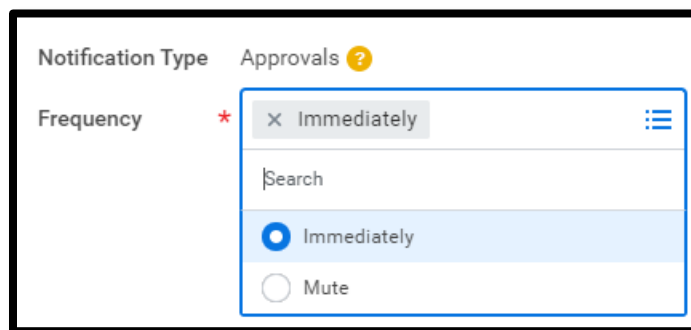 Notification Type Approvals ?
Frequency * × Immediately
Search
Immediately
Mute